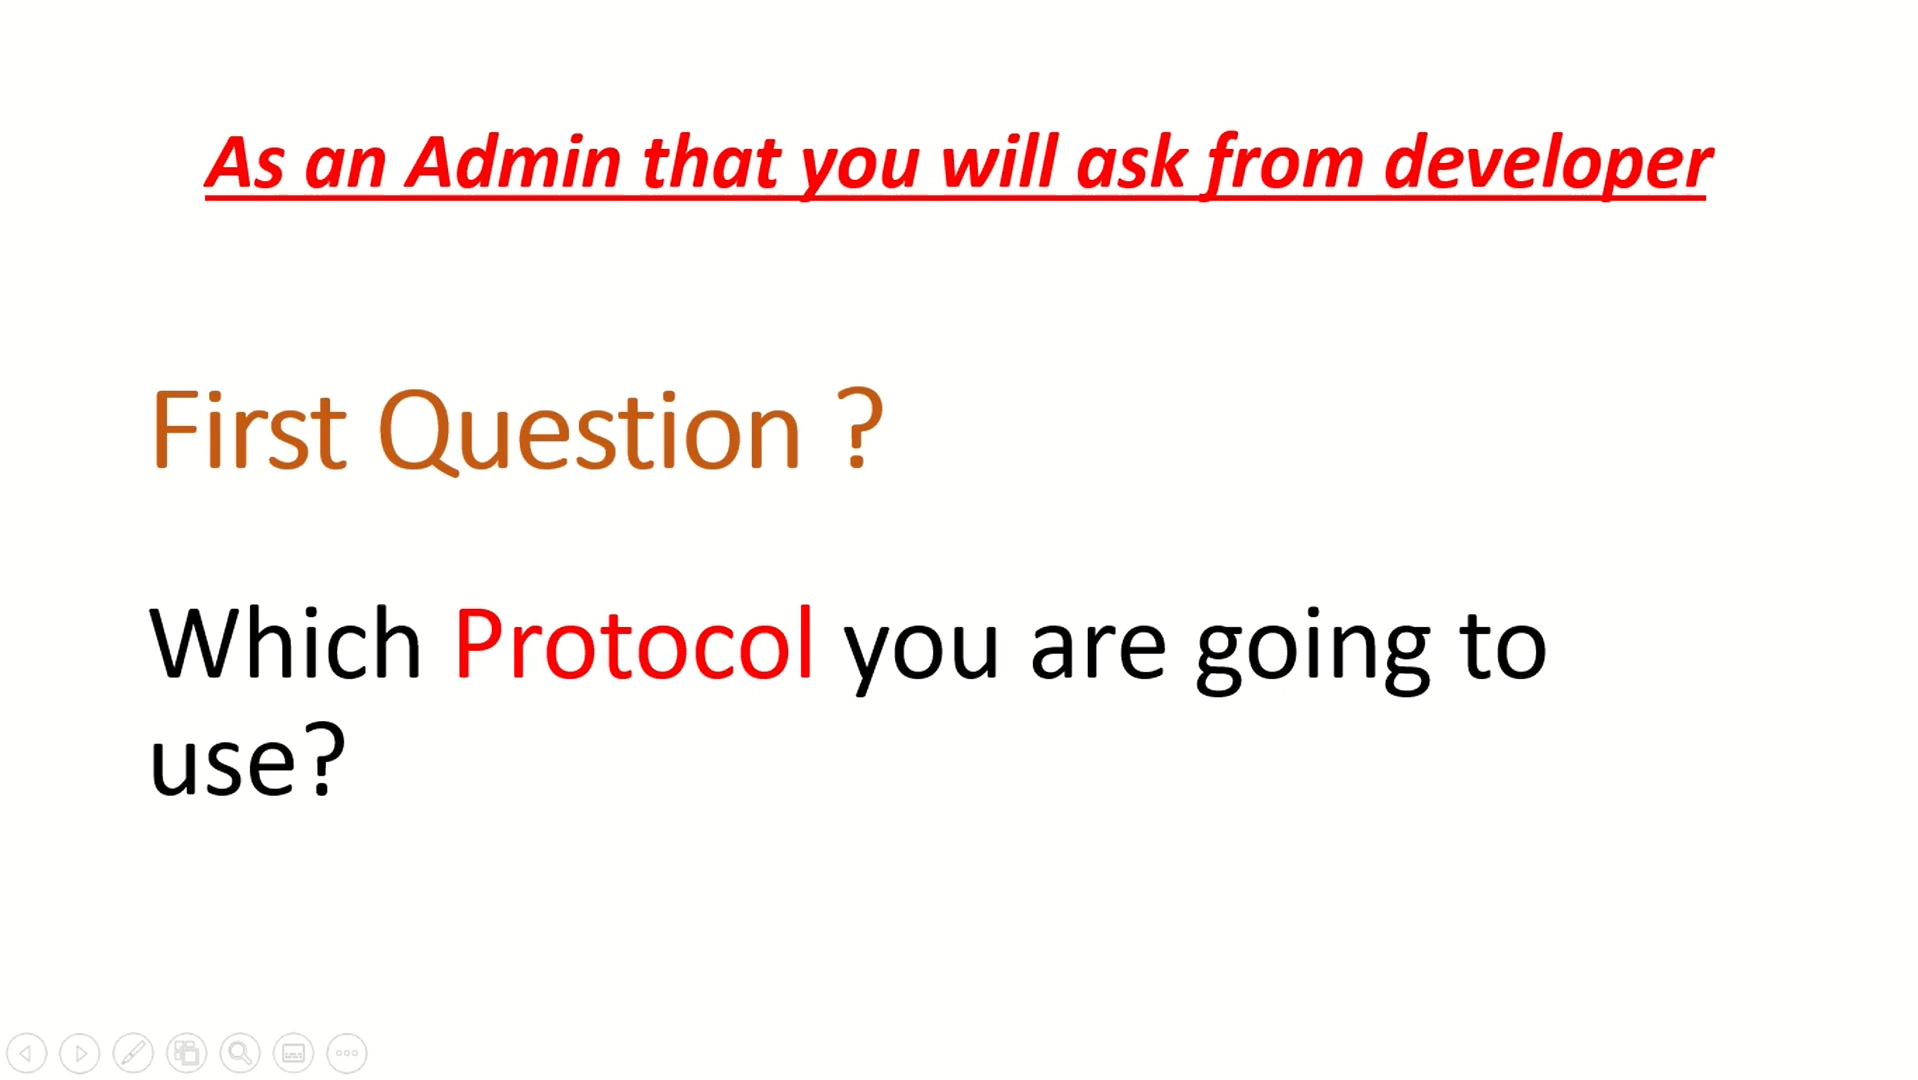 As an Admin that you will ask from developer
First Question ?
Which Protocol you are going to
use?